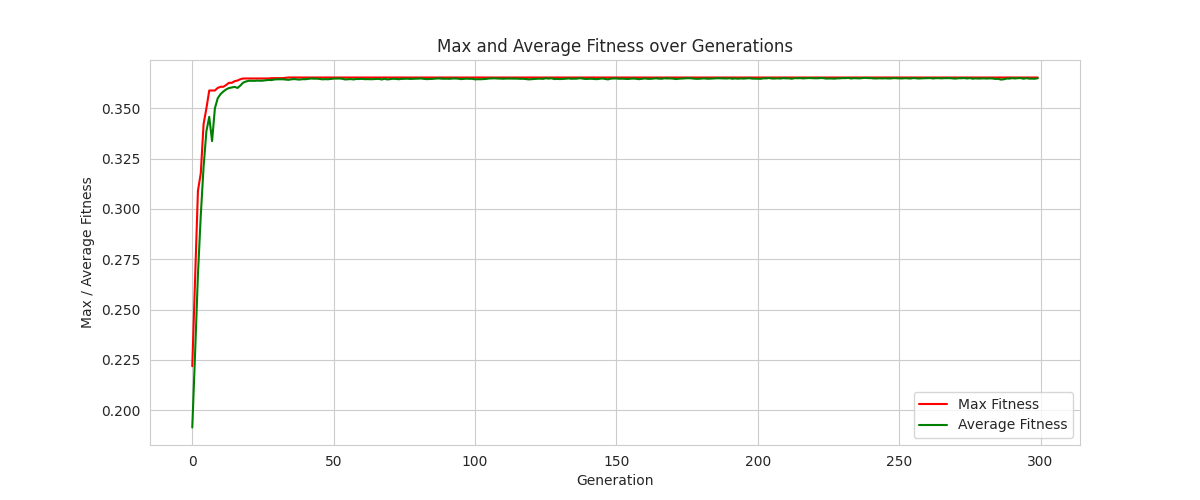 Max and Average Fitness over Generations
Max / Average Fitness
0.350
0.325
0.300
0.275
0.250
0.225
0.200
Max Fitness
Average Fitness
0 50 100 150 200 250 300
Generation